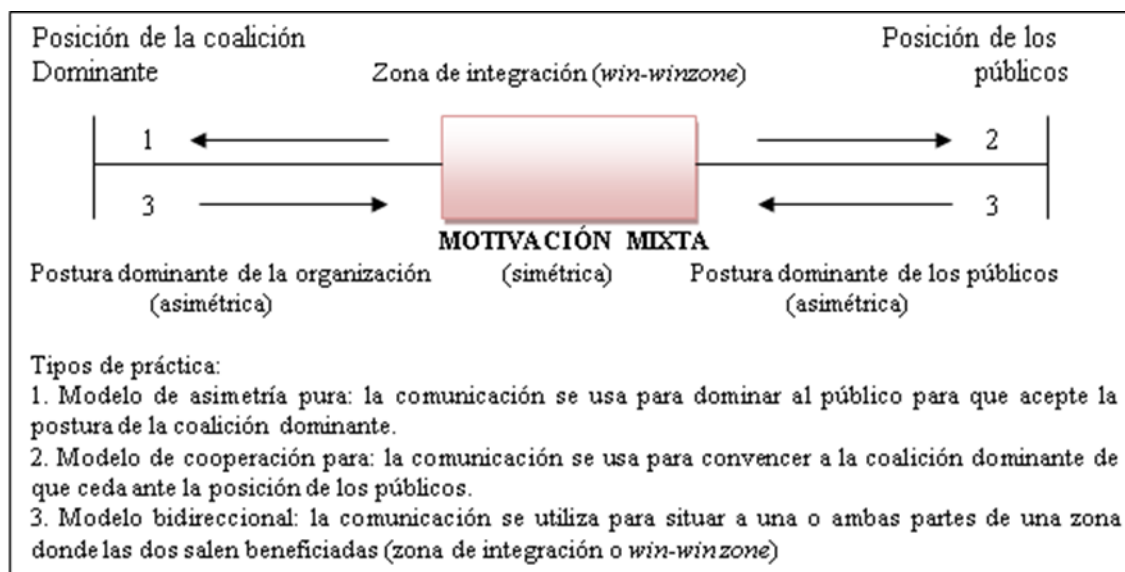 Posición de la coalición
Dominante
Zona de integración (win-winzone)
Posición de los
públicos
1
2
3
3
MOTIVACIÓN MIXTA
(simétrica)
Postura dominante de la organización
(asimétrica)
Postura dominante de los públicos
(asimétrica)
Tipos de práctica:
1. Modelo de asimetría pura: la comunicación se usa para dominar al público para que acepte la
postura de la coalición dominante.
2. Modelo de cooperación para: la comunicación se usa para convencer a la coalición dominante de
que ceda ante la posición de los públicos.
3. Modelo bidireccional: la comunicación se utiliza para situar a una o ambas partes de una zona
donde las dos salen beneficiadas (zona de integración o win-winzone)